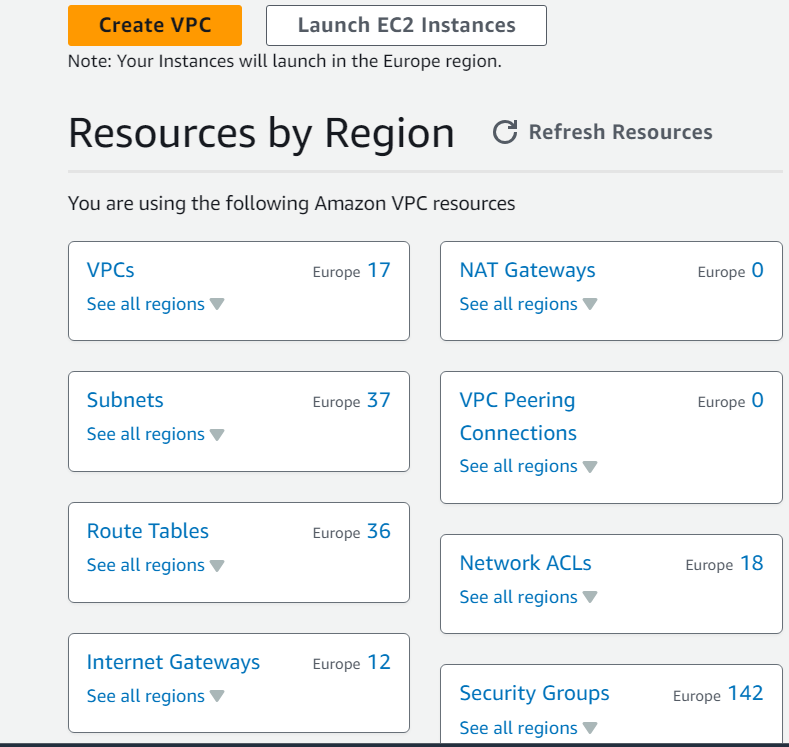 Create VPC
Launch EC2 Instances
Note: Your Instances will launch in the Europe region.
Resources by Region
Refresh Resources
You are using the following Amazon VPC resources
VPCs
Europe 17
See all regions
NAT Gateways
Europe 0
See all regions
Subnets
Europe 37
See all regions
VPC Peering
Connections
Europe 0
See all regions
Route Tables
Europe 36
See all regions
Network ACLs
Europe 18
See all regions
Internet Gateways
Europe 12
See all regions
Security Groups
Europe 142
See all regions